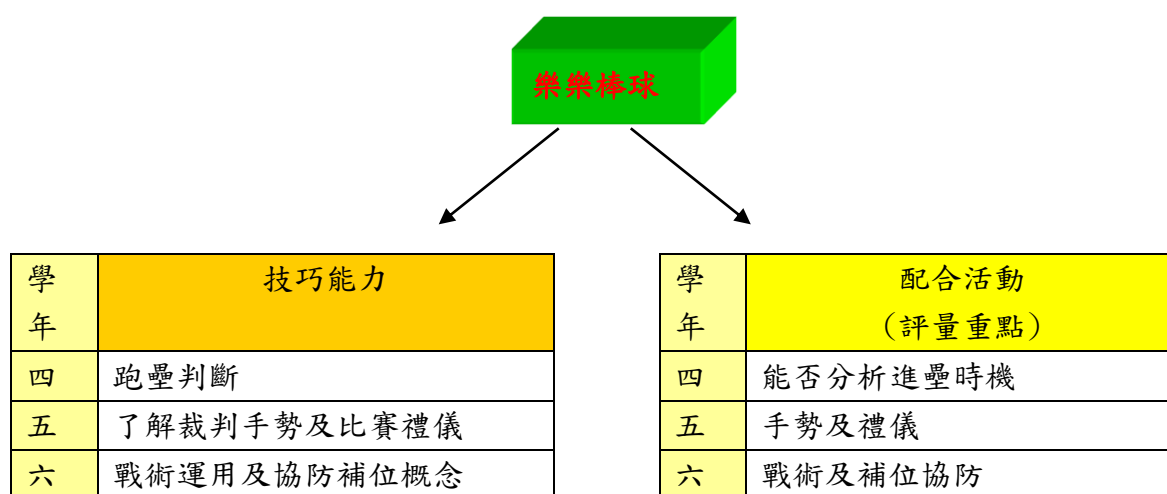 樂樂棒球
學年 技巧能力
四 跑壘判斷
五 了解裁判手勢及比賽禮儀
六 戰術運用及協防補位概念
學年 配合活動
(評量重點)
四 能否分析進壘時機
五 手勢及禮儀
六 戰術及補位協防